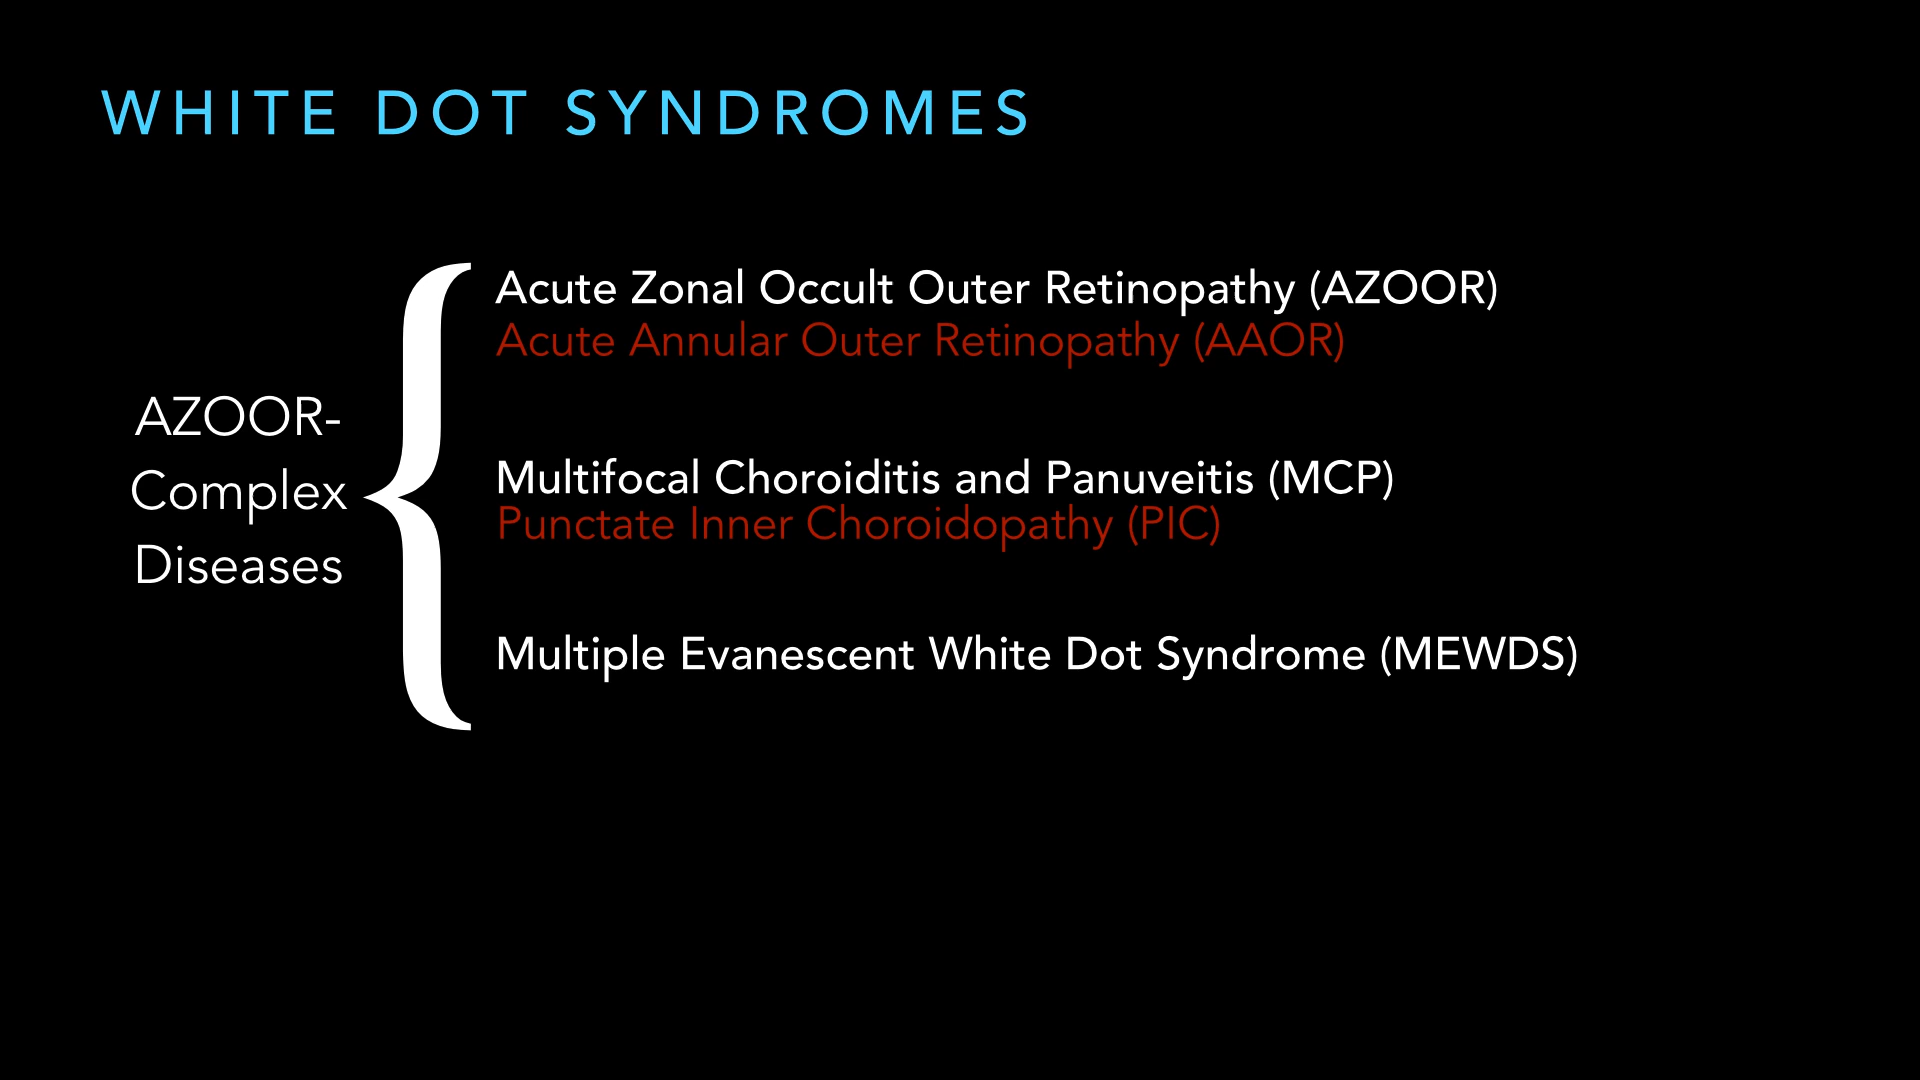 WHITE DOT SYNDROMES
AZOOR-
Complex
Diseases
Acute Zonal Occult Outer Retinopathy (AZOOR)
Acute Annular Outer Retinopathy (AAOR)
Multifocal Choroiditis and Panuveitis (MCP)
Punctate Inner Choroidopathy (PIC)
Multiple Evanescent White Dot Syndrome (MEWDS)